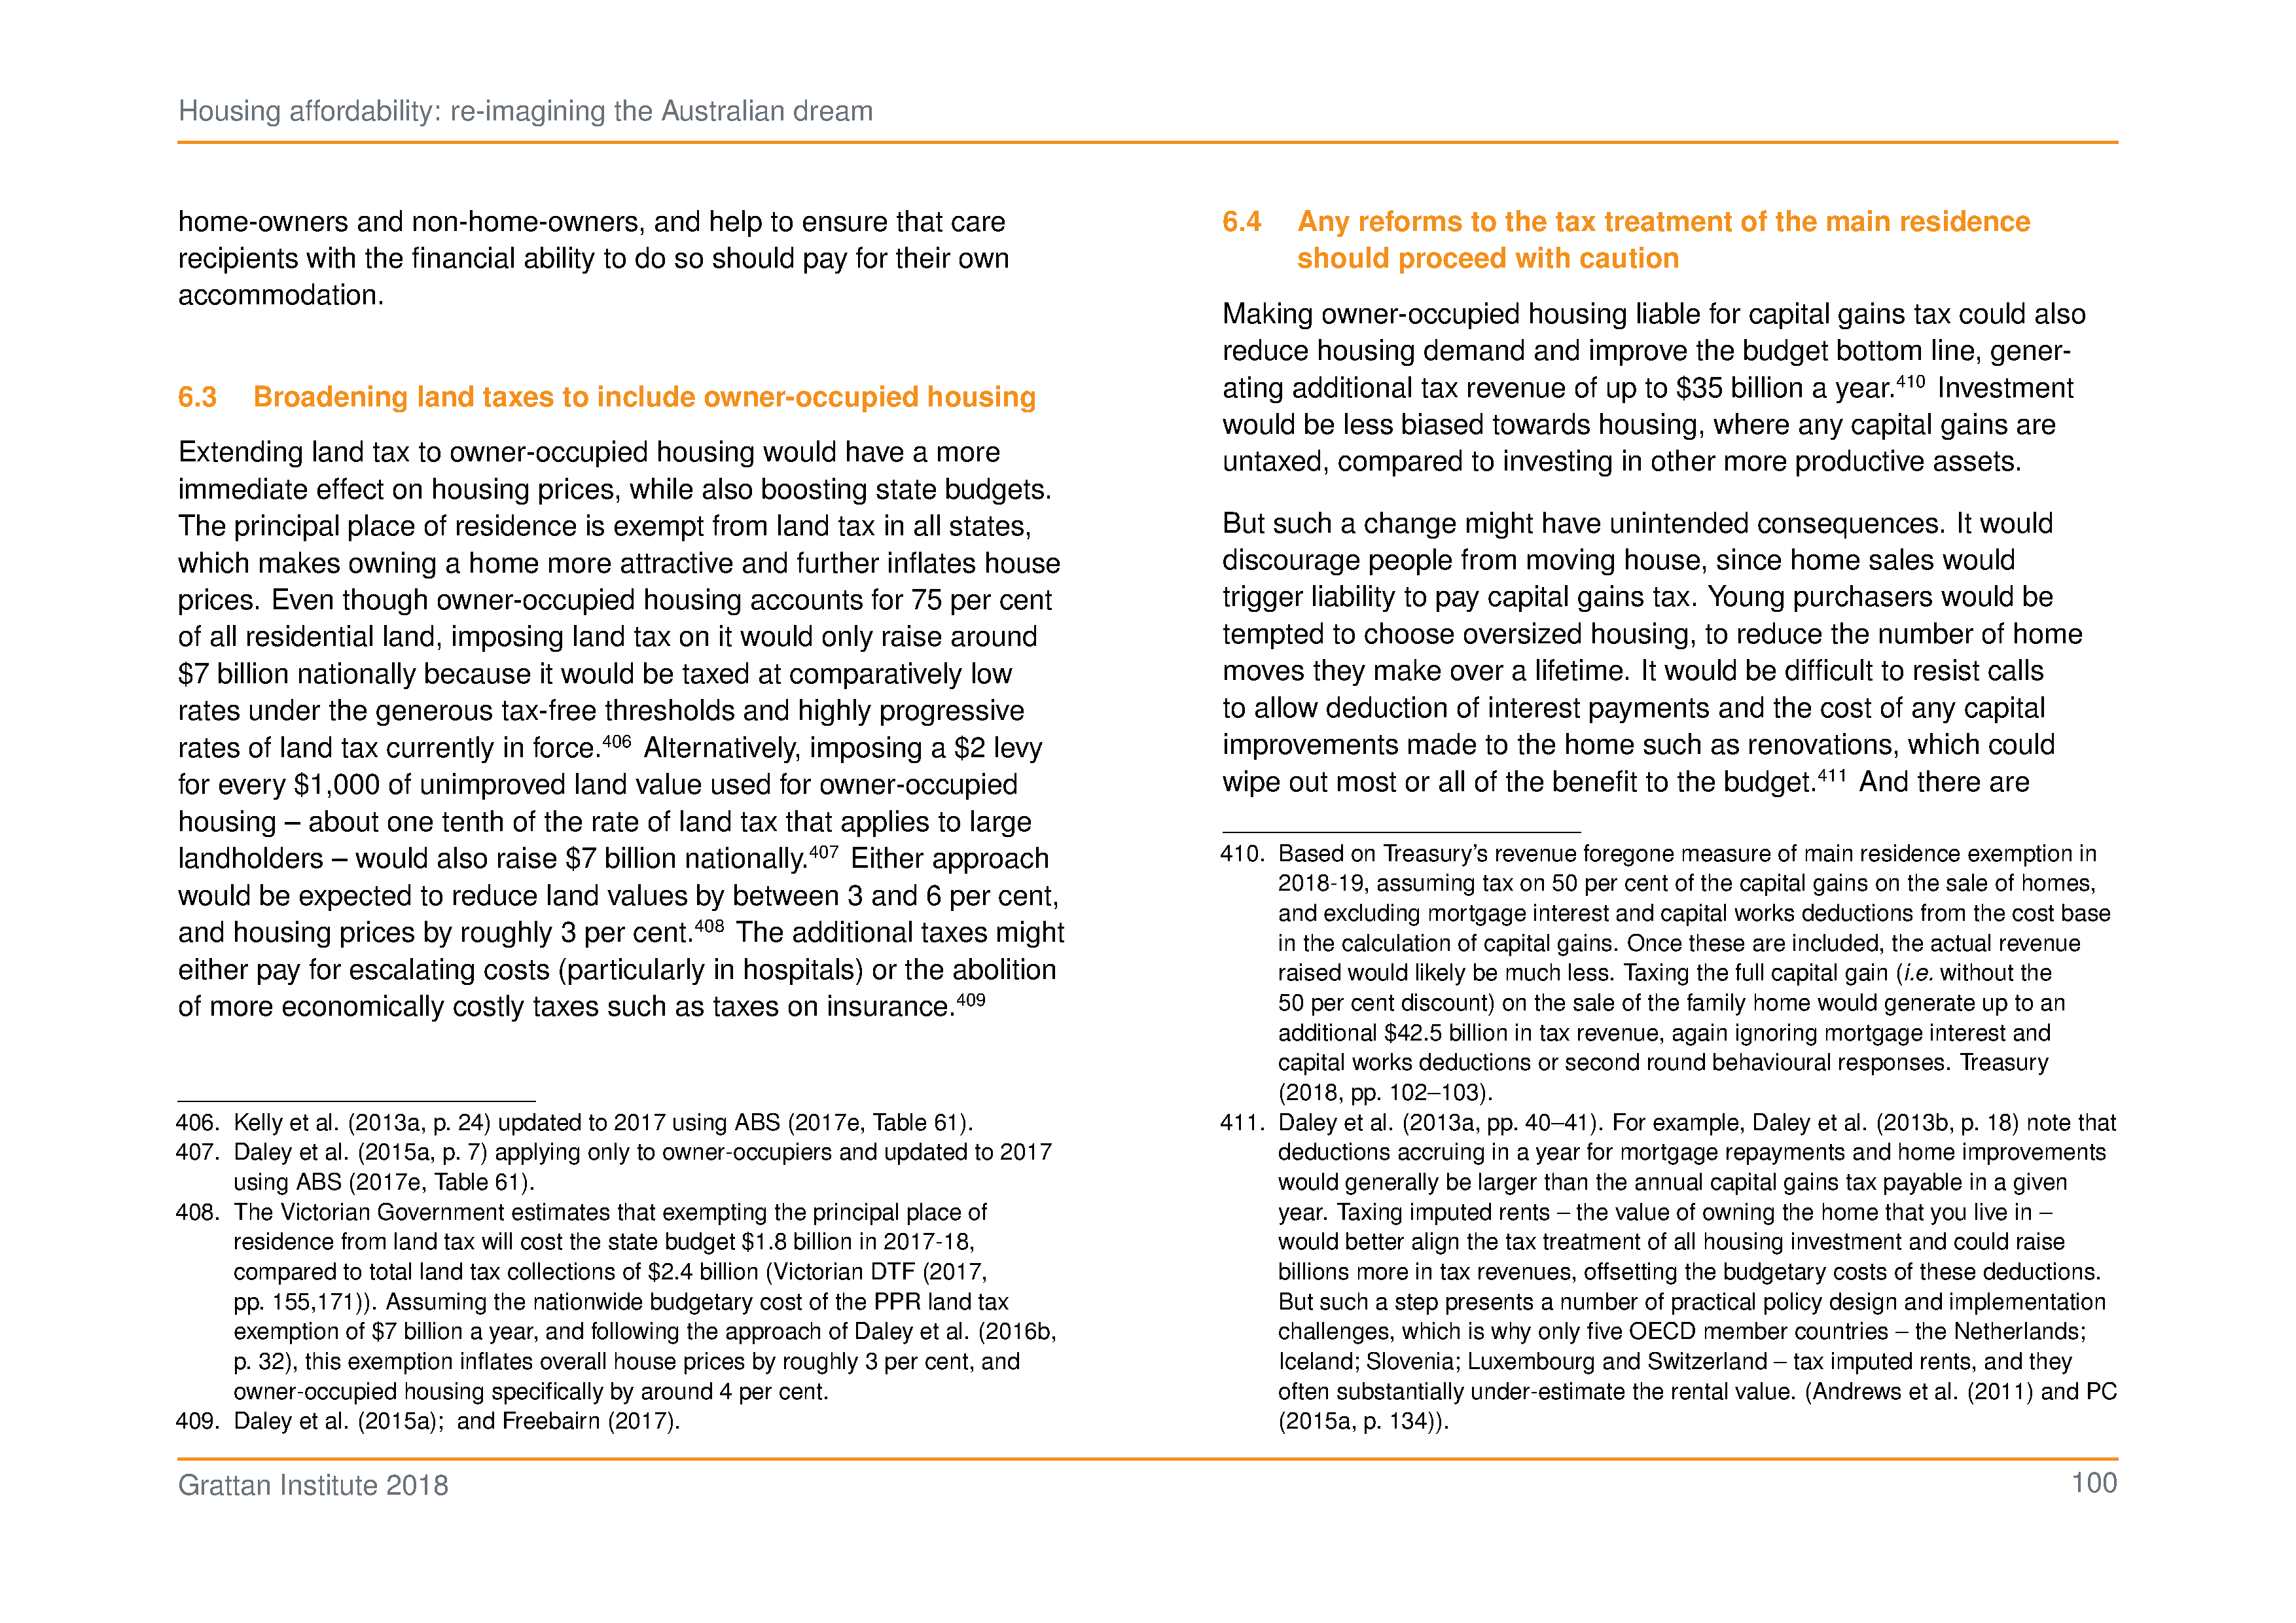 Housing affordability: re-imagining the Australian dream
home-owners and non-home-owners, and help to ensure that care
recipients with the financial ability to do so should pay for their own
accommodation.
6.3 Broadening land taxes to include owner-occupied housing
Extending land tax to owner-occupied housing would have a more
immediate effect on housing prices, while also boosting state budgets.
The principal place of residence is exempt from land tax in all states,
which makes owning a home more attractive and further inflates house
prices. Even though owner-occupied housing accounts for 75 per cent
of all residential land, imposing land tax on it would only raise around
$7 billion nationally because it would be taxed at comparatively low
rates under the generous tax-free thresholds and highly progressive
rates of land tax currently in force.406 Alternatively, imposing a $2 levy
for every $1,000 of unimproved land value used for owner-occupied
housing – about one tenth of the rate of land tax that applies to large
landholders – would also raise $7 billion nationally.407 Either approach
would be expected to reduce land values by between 3 and 6 per cent,
and housing prices by roughly 3 per cent.408 The additional taxes might
either pay for escalating costs (particularly in hospitals) or the abolition
of more economically costly taxes such as taxes on insurance.409
406. Kelly et al. (2013a, p. 24) updated to 2017 using ABS (2017e, Table 61).
407. Daley et al. (2015a, p. 7) applying only to owner-occupiers and updated to 2017
using ABS (2017e, Table 61).
408. The Victorian Government estimates that exempting the principal place of
residence from land tax will cost the state budget $1.8 billion in 2017-18,
compared to total land tax collections of $2.4 billion (Victorian DTF (2017,
pp. 155,171)). Assuming the nationwide budgetary cost of the PPR land tax
exemption of $7 billion a year, and following the approach of Daley et al. (2016b,
p. 32), this exemption inflates overall house prices by roughly 3 per cent, and
owner-occupied housing specifically by around 4 per cent.
409. Daley et al. (2015a); and Freebairn (2017).
6.4 Any reforms to the tax treatment of the main residence
should proceed with caution
Making owner-occupied housing liable for capital gains tax could also
reduce housing demand and improve the budget bottom line, gener-
ating additional tax revenue of up to $35 billion a year.410 Investment
would be less biased towards housing, where any capital gains are
untaxed, compared to investing in other more productive assets.
But such a change might have unintended consequences. It would
discourage people from moving house, since home sales would
trigger liability to pay capital gains tax. Young purchasers would be
tempted to choose oversized housing, to reduce the number of home
moves they make over a lifetime. It would be difficult to resist calls
to allow deduction of interest payments and the cost of any capital
improvements made to the home such as renovations, which could
wipe out most or all of the benefit to the budget.411 And there are
410. Based on Treasury's revenue foregone measure of main residence exemption in
2018-19, assuming tax on 50 per cent of the capital gains on the sale of homes,
and excluding mortgage interest and capital works deductions from the cost base
in the calculation of capital gains. Once these are included, the actual revenue
raised would likely be much less. Taxing the full capital gain (i.e. without the
50 per cent discount) on the sale of the family home would generate up to an
additional $42.5 billion in tax revenue, again ignoring mortgage interest and
capital works deductions or second round behavioural responses. Treasury
(2018, pp. 102–103).
411. Daley et al. (2013a, pp. 40–41). For example, Daley et al. (2013b, p. 18) note that
deductions accruing in a year for mortgage repayments and home improvements
would generally be larger than the annual capital gains tax payable in a given
year. Taxing imputed rents – the value of owning the home that you live in –
would better align the tax treatment of all housing investment and could raise
billions more in tax revenues, offsetting the budgetary costs of these deductions.
But such a step presents a number of practical policy design and implementation
challenges, which is why only five OECD member countries – the Netherlands;
Iceland; Slovenia; Luxembourg and Switzerland – tax imputed rents, and they
often substantially under-estimate the rental value. (Andrews et al. (2011) and PC
(2015a, p. 134)).
Grattan Institute 2018
100